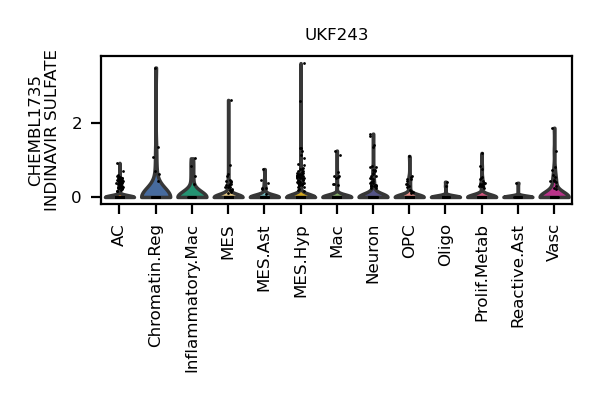 UKF243
CHEMBL1735
INDINAVIR SULFATE
2
0
AC
Chromatin.Reg
Inflammatory.Mac
MES
MES.Ast
MES.Hyp
Mac
Neuron
OPC
Oligo
Prolif.Metab
Reactive.Ast
Vasc